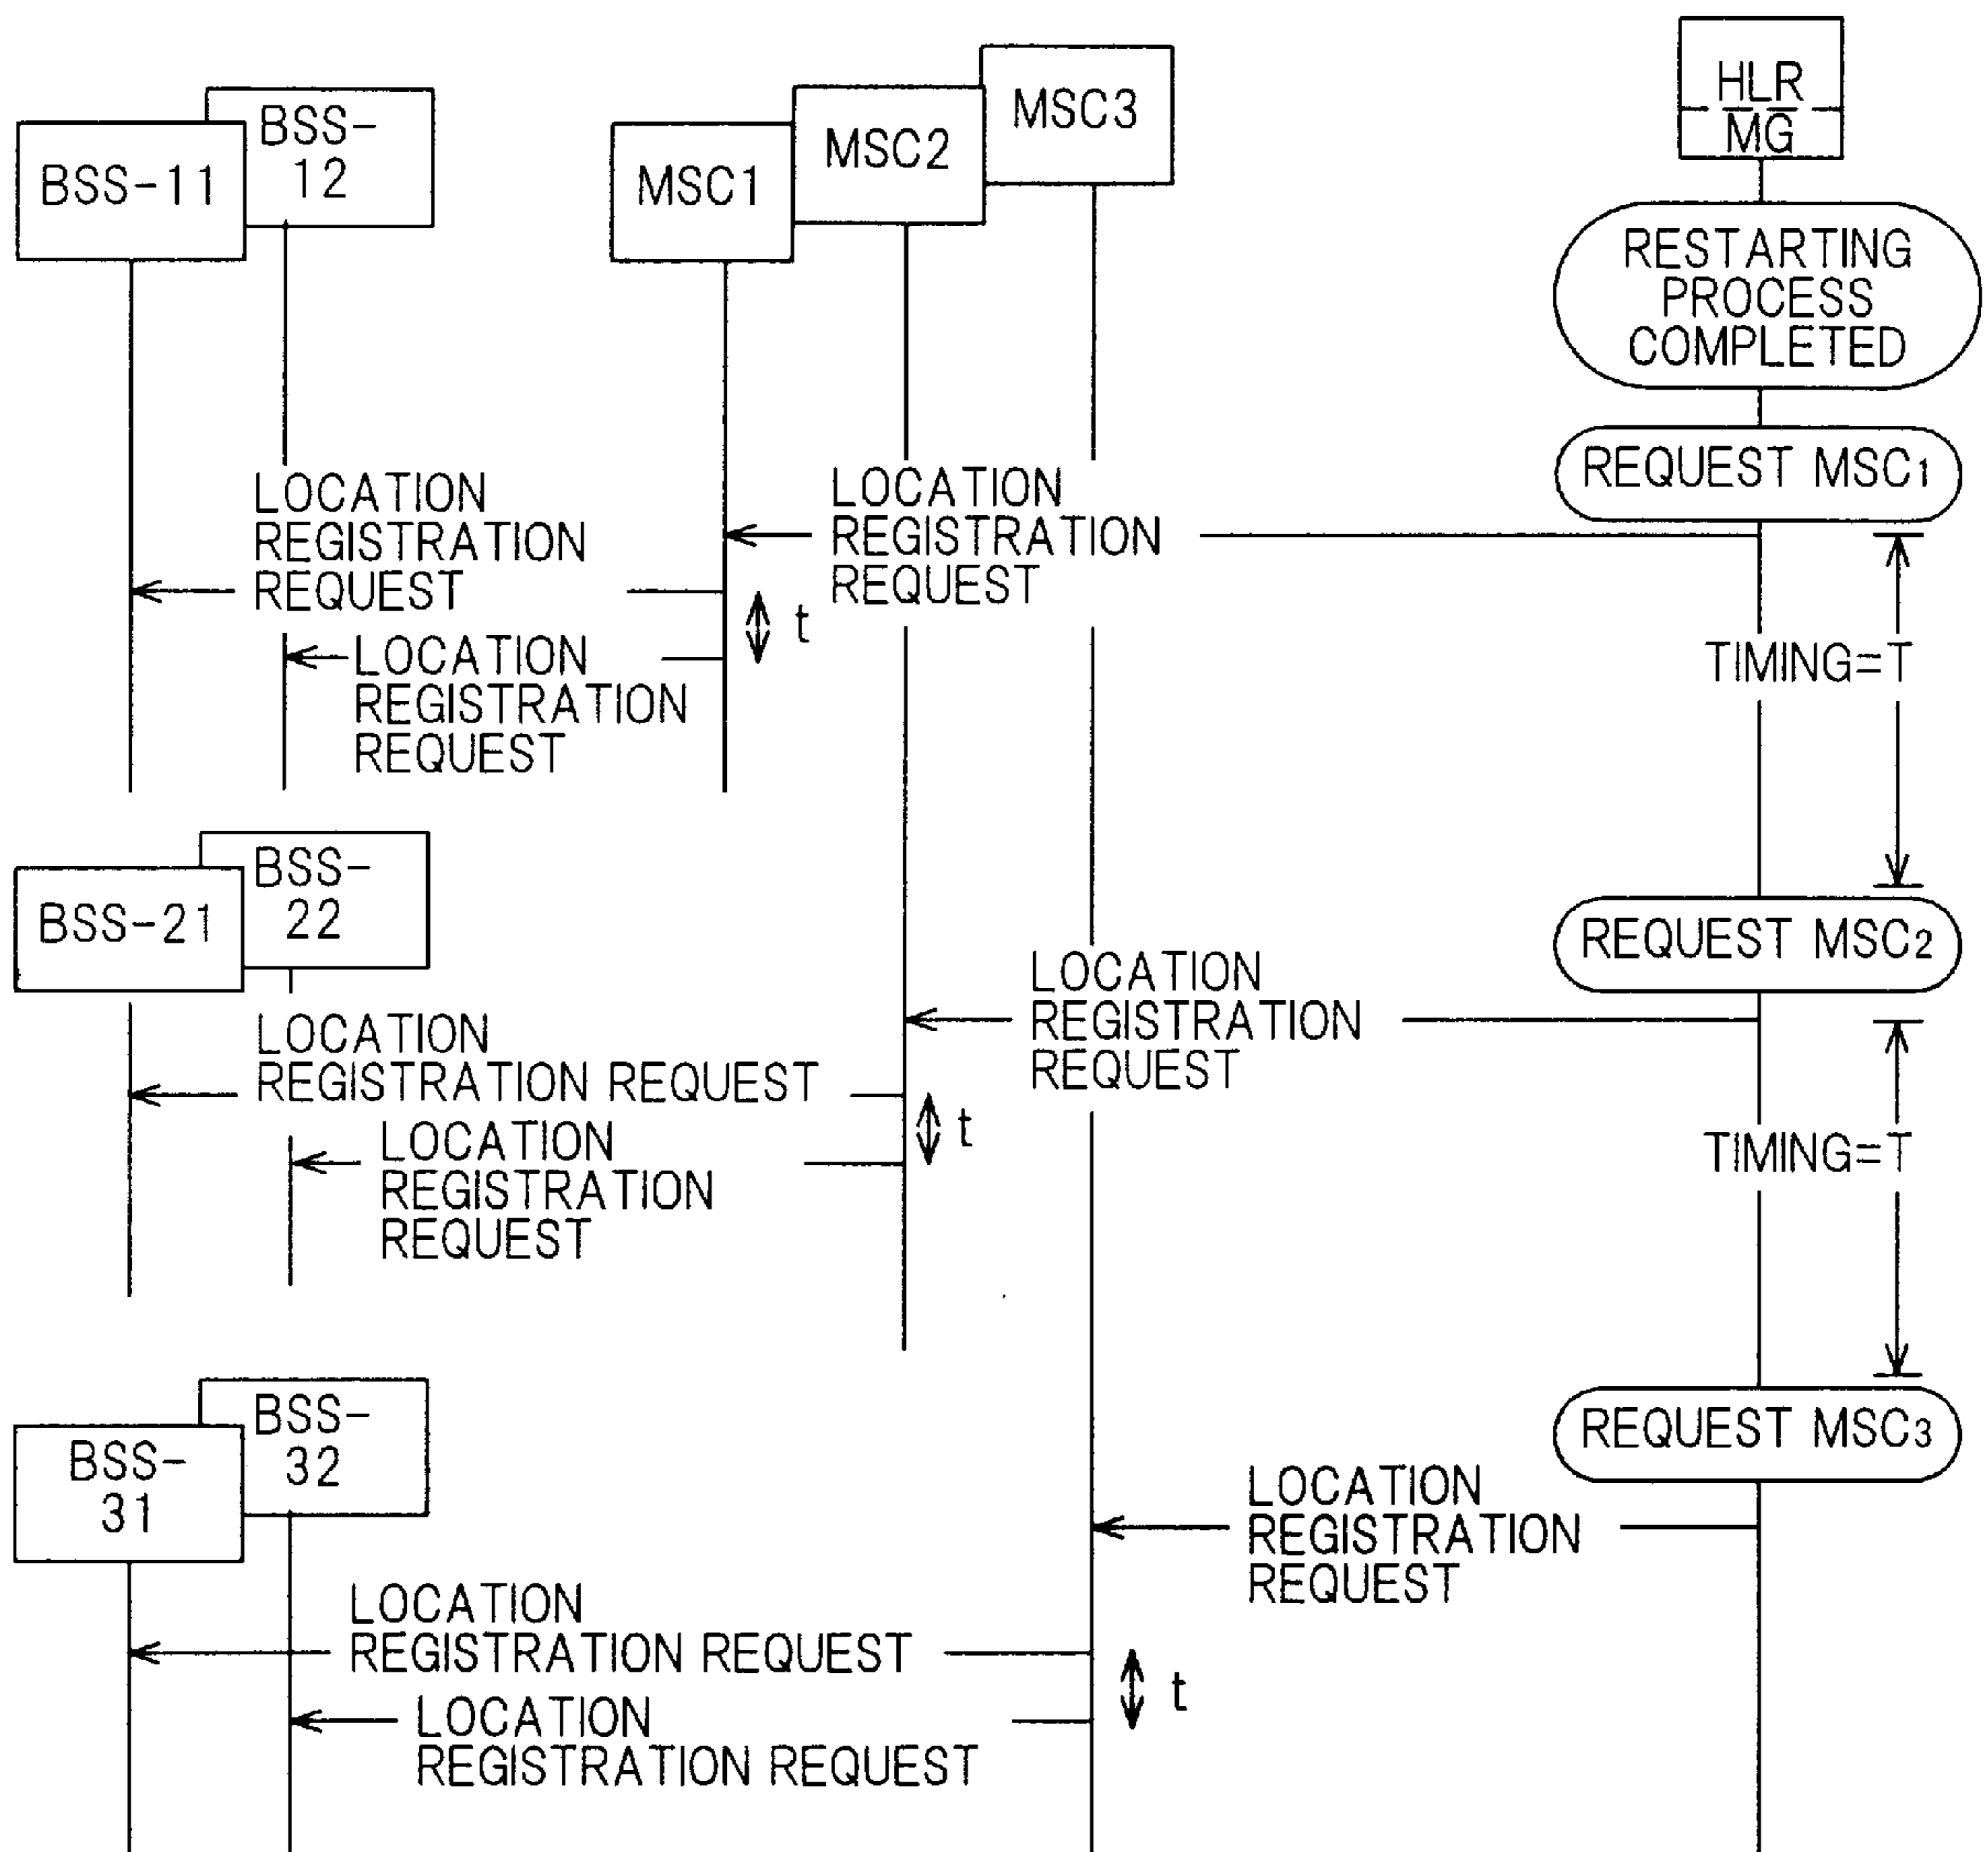 BSS-11
BSS-
12
MSC1
MSC2
MSC3
HLR
MG
RESTARTING
PROCESS
COMPLETED
REQUEST MSC1
LOCATION
REGISTRATION
REQUEST
LOCATION
REGISTRATION
REQUEST
t
LOCATION
REGISTRATION
REQUEST
TIMING=T
BSS-21
BSS-
22
REQUEST MSC2
LOCATION
REGISTRATION
REQUEST
LOCATION
REGISTRATION REQUEST
t
LOCATION
REGISTRATION
REQUEST
TIMING=T
BSS-
31
BSS-
32
REQUEST MSC3
LOCATION
REGISTRATION
REQUEST
LOCATION
REGISTRATION REQUEST
t
LOCATION
REGISTRATION REQUEST